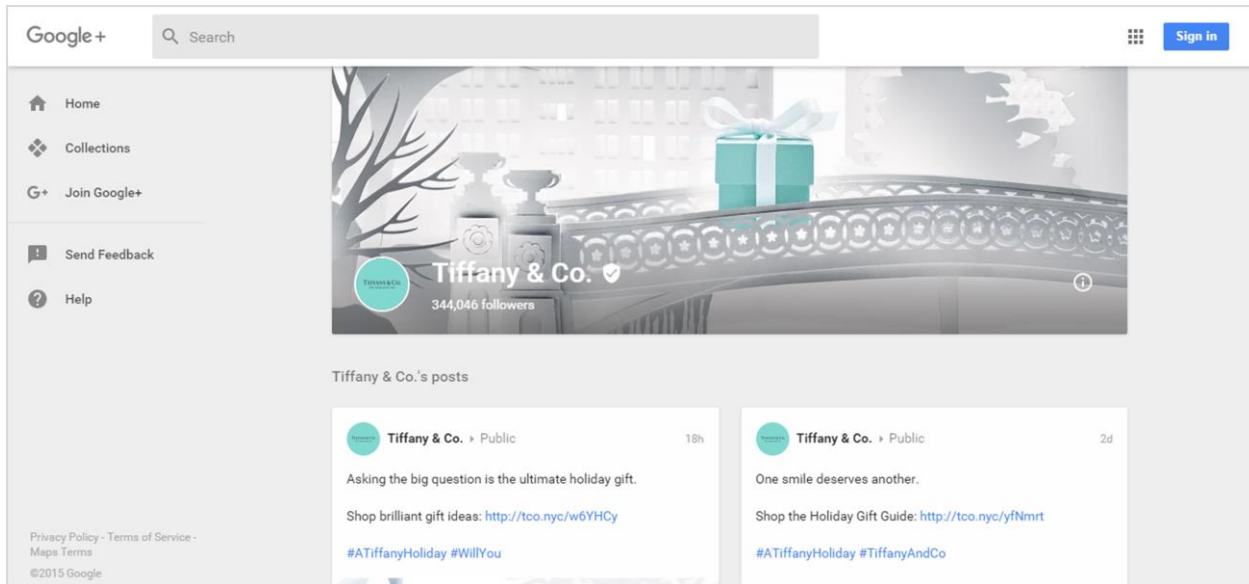 Google+
Search
Sign in
Home
Collections
G+ Join Google+
Send Feedback
Help
TIFFANY & CO.
Tiffany & Co.
344,046 followers
Tiffany & Co.'s posts
Tiffany & Co. ▸ Public 18h
Asking the big question is the ultimate holiday gift.
Shop brilliant gift ideas: http://tco.nyc/w6YHCy
#ATiffanyHoliday #WillYou
Tiffany & Co. ▸ Public 2d
One smile deserves another.
Shop the Holiday Gift Guide: http://tco.nyc/yfNmrt
#ATiffanyHoliday #TiffanyAndCo
Privacy Policy - Terms of Service -
Maps Terms
©2015 Google